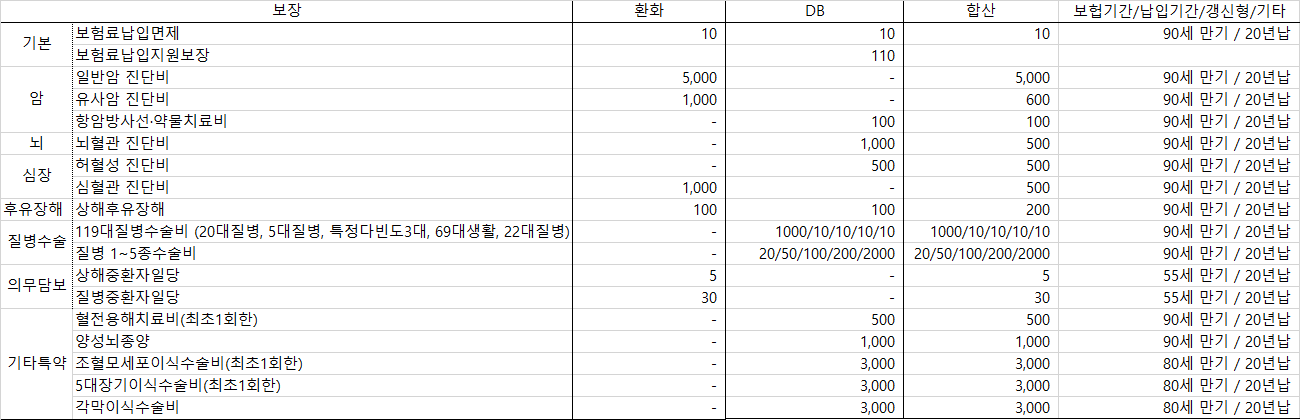 보장 환화 DB 합산 보험기간/납입기간/갱신형/기타
기본 보험료납입면제 10 10 10 90세 만기 / 20년납
보험료납입지원보장 110
암 일반암 진단비 5,000 - 5,000 90세 만기 / 20년납
유사암 진단비 1,000 - 600 90세 만기 / 20년납
항암방사선·약물치료비 - 100 100 90세 만기 / 20년납
뇌 뇌혈관 진단비 - 1,000 500 90세 만기 / 20년납
심장 허혈성 진단비 - 500 500 90세 만기 / 20년납
심혈관 진단비 1,000 - 500 90세 만기 / 20년납
후유장해 상해후유장해 100 100 200 90세 만기 / 20년납
질병수술 119대질병수술비 (20대질병, 5대질병, 특정다빈도3대, 69대생활, 22대질병) - 1000/10/10/10/10 1000/10/10/10/10 90세 만기 / 20년납
질병 1~5종수술비 - 20/50/100/200/2000 20/50/100/200/2000 90세 만기 / 20년납
의무담보 상해중환자일당 5 - 5 55세 만기 / 20년납
질병중환자일당 30 - 30 55세 만기 / 20년납
기타특약 혈전용해치료비(최초1회한) - 500 500 90세 만기 / 20년납
양성뇌종양 - 1,000 1,000 90세 만기 / 20년납
조혈모세포이식수술비(최초1회한) - 3,000 3,000 80세 만기 / 20년납
5대장기이식수술비(최초1회한) - 3,000 3,000 80세 만기 / 20년납
각막이식수술비 - 3,000 3,000 80세 만기 / 20년납